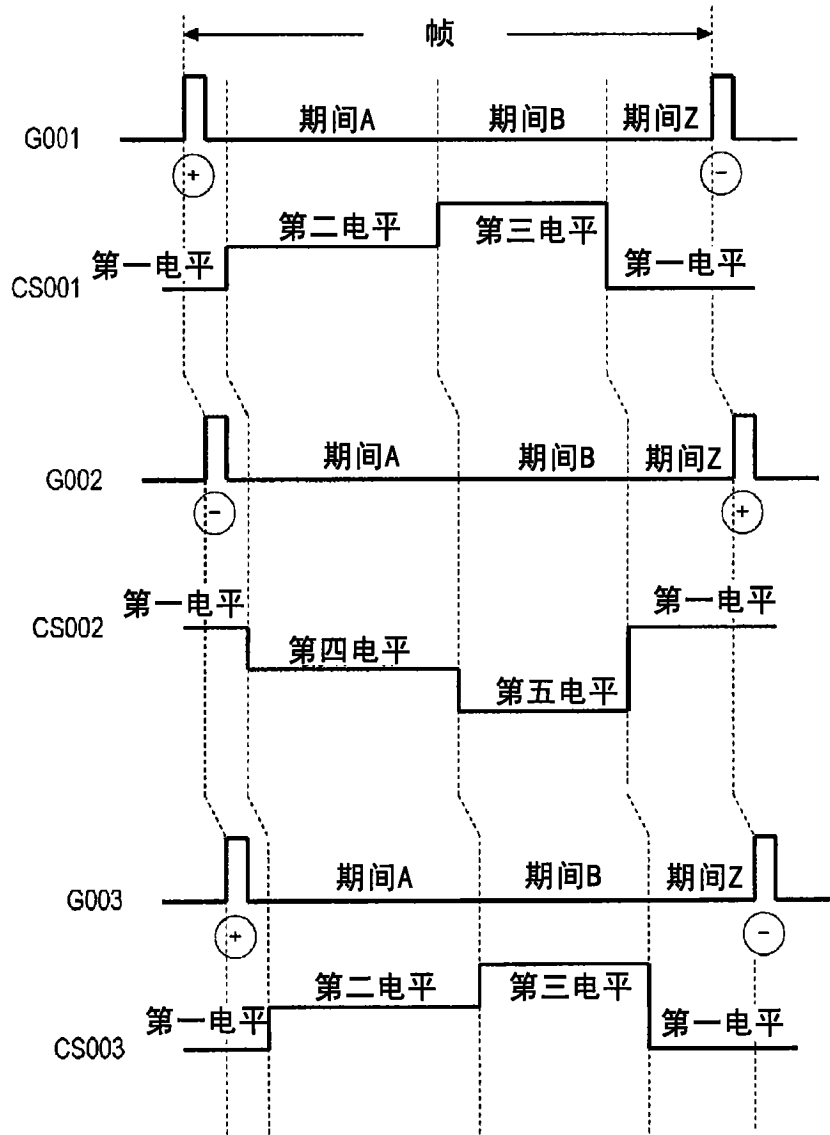 帧
G001 期间A 期间B 期间Z
+ -
CS001 第一电平 第二电平 第三电平 第一电平
G002 期间A 期间B 期间Z
- +
CS002 第一电平 第四电平 第五电平 第一电平
G003 期间A 期间B 期间Z
+ -
CS003 第一电平 第二电平 第三电平 第一电平